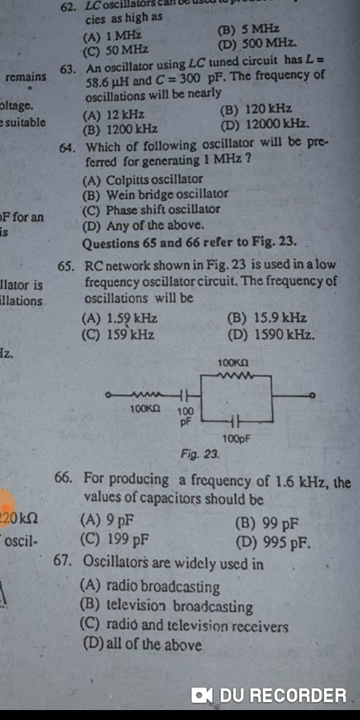 62. LC oscillators can be used to
cies as high as
(A) 1 MHz (B) 5 MHz
(C) 50 MHz (D) 500 MHz.
63. An oscillator using LC tuned circuit has L =
58.6 μH and C = 300 pF. The frequency of
oscillations will be nearly
(A) 12 kHz (B) 120 kHz
(B) 1200 kHz (D) 12000 kHz.
64. Which of following oscillator will be pre-
ferred for generating 1 MHz ?
(A) Colpitts oscillator
(B) Wein bridge oscillator
(C) Phase shift oscillator
(D) Any of the above.
Questions 65 and 66 refer to Fig. 23.
65. RC network shown in Fig. 23 is used in a low
frequency oscillator circuit. The frequency of
oscillations will be
(A) 1.59 kHz (B) 15.9 kHz
(C) 159 kHz (D) 1590 kHz.
100KΩ
100KΩ 100
pF
100pF
Fig. 23.
66. For producing a frequency of 1.6 kHz, the
values of capacitors should be
(A) 9 pF (B) 99 pF
(C) 199 pF (D) 995 pF.
67. Oscillators are widely used in
(A) radio broadcasting
(B) television broadcasting
(C) radio and television receivers
(D) all of the above
remains
oltage.
e suitable
pF for an
is
llator is
illations
Hz.
220 kΩ
oscil-
DU RECORDER